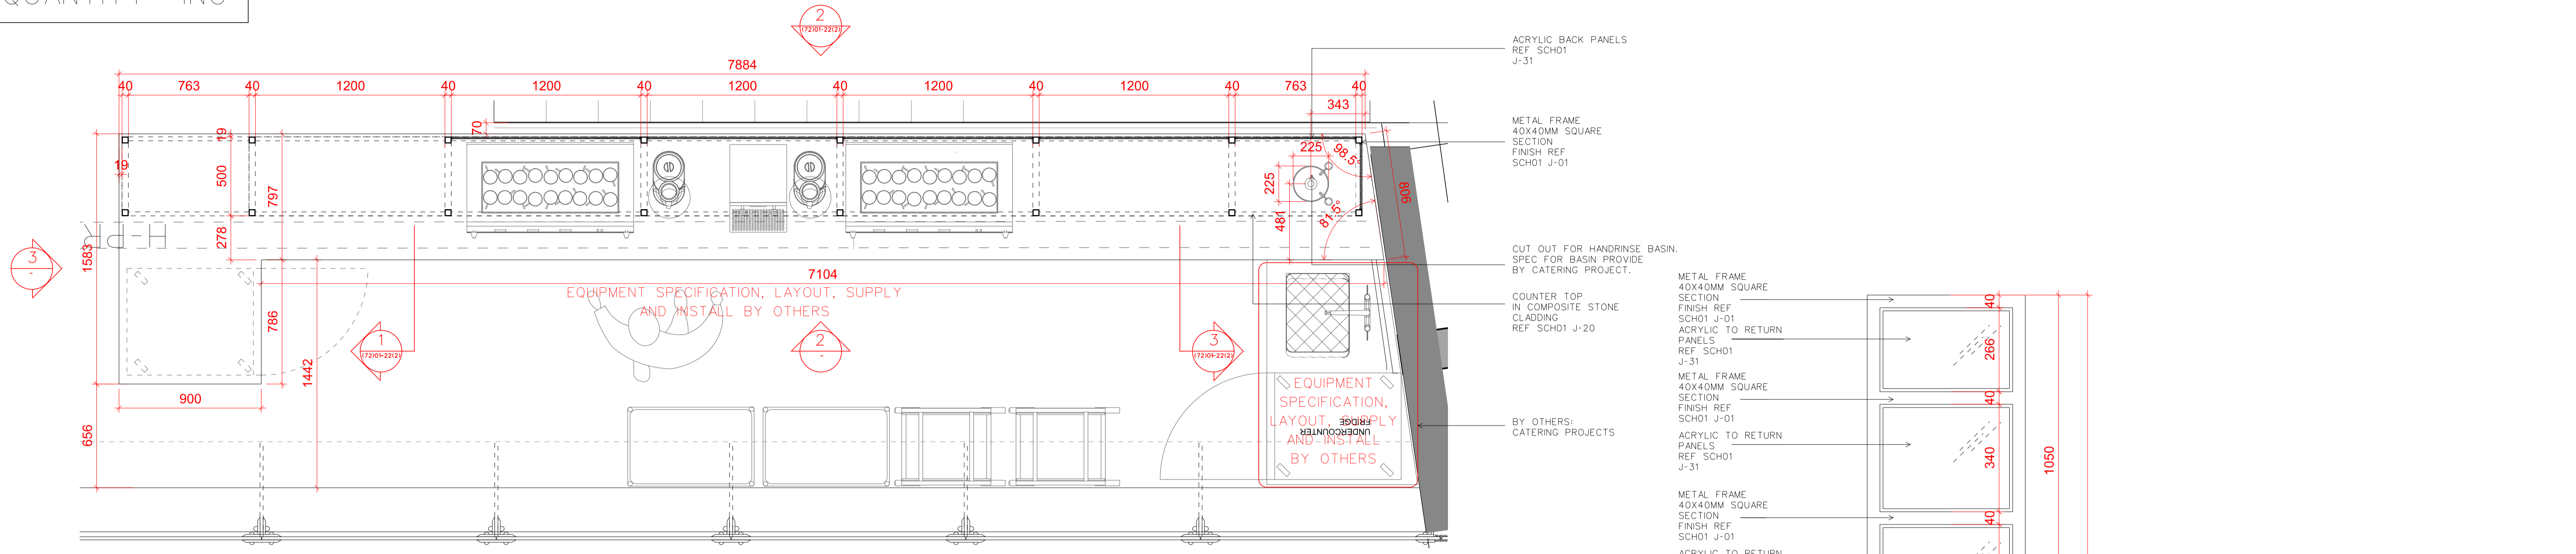 QUANTITY - INC
2
(72)01-22(2)
7884
40 763 40 1200 40 1200 40 1200 40 1200 40 1200 40 763 40
343
70
19
19
500
797
278
1583
225
225
481
98.5°
81.5°
806
H-DR
3
-
7104
EQUIPMENT SPECIFICATION, LAYOUT, SUPPLY
AND INSTALL BY OTHERS
786
1442
1
(72)01-22(2)
2
-
3
(72)01-22(2)
900
656
EQUIPMENT
SPECIFICATION,
LAYOUT, SUPPLY
AND INSTALL
BY OTHERS
UNDERCOUNTER
FRIDGE
ACRYLIC BACK PANELS
REF SCH01
J-31
METAL FRAME
40X40MM SQUARE
SECTION
FINISH REF
SCH01 J-01
CUT OUT FOR HANDRINSE BASIN.
SPEC FOR BASIN PROVIDE
BY CATERING PROJECT.
COUNTER TOP
IN COMPOSITE STONE
CLADDING
REF SCH01 J-20
BY OTHERS:
CATERING PROJECTS
METAL FRAME
40X40MM SQUARE
SECTION
FINISH REF
SCH01 J-01
ACRYLIC TO RETURN
PANELS
REF SCH01
J-31
METAL FRAME
40X40MM SQUARE
SECTION
FINISH REF
SCH01 J-01
ACRYLIC TO RETURN
PANELS
REF SCH01
J-31
METAL FRAME
40X40MM SQUARE
SECTION
FINISH REF
SCH01 J-01
ACRYLIC TO RETURN
40
266
40
340
40
1050